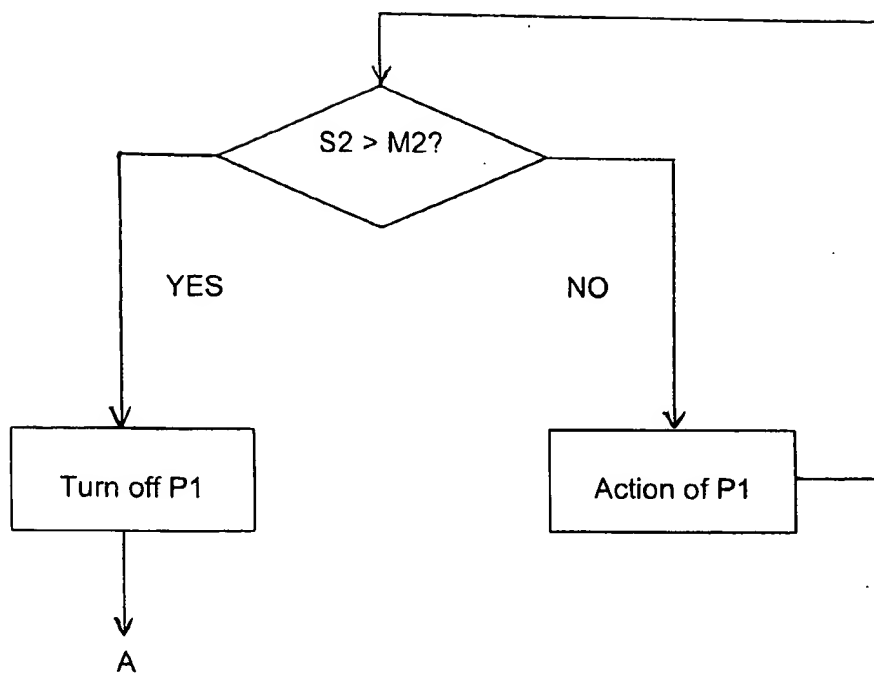 S2 > M2?
YES
NO
Turn off P1
Action of P1
A